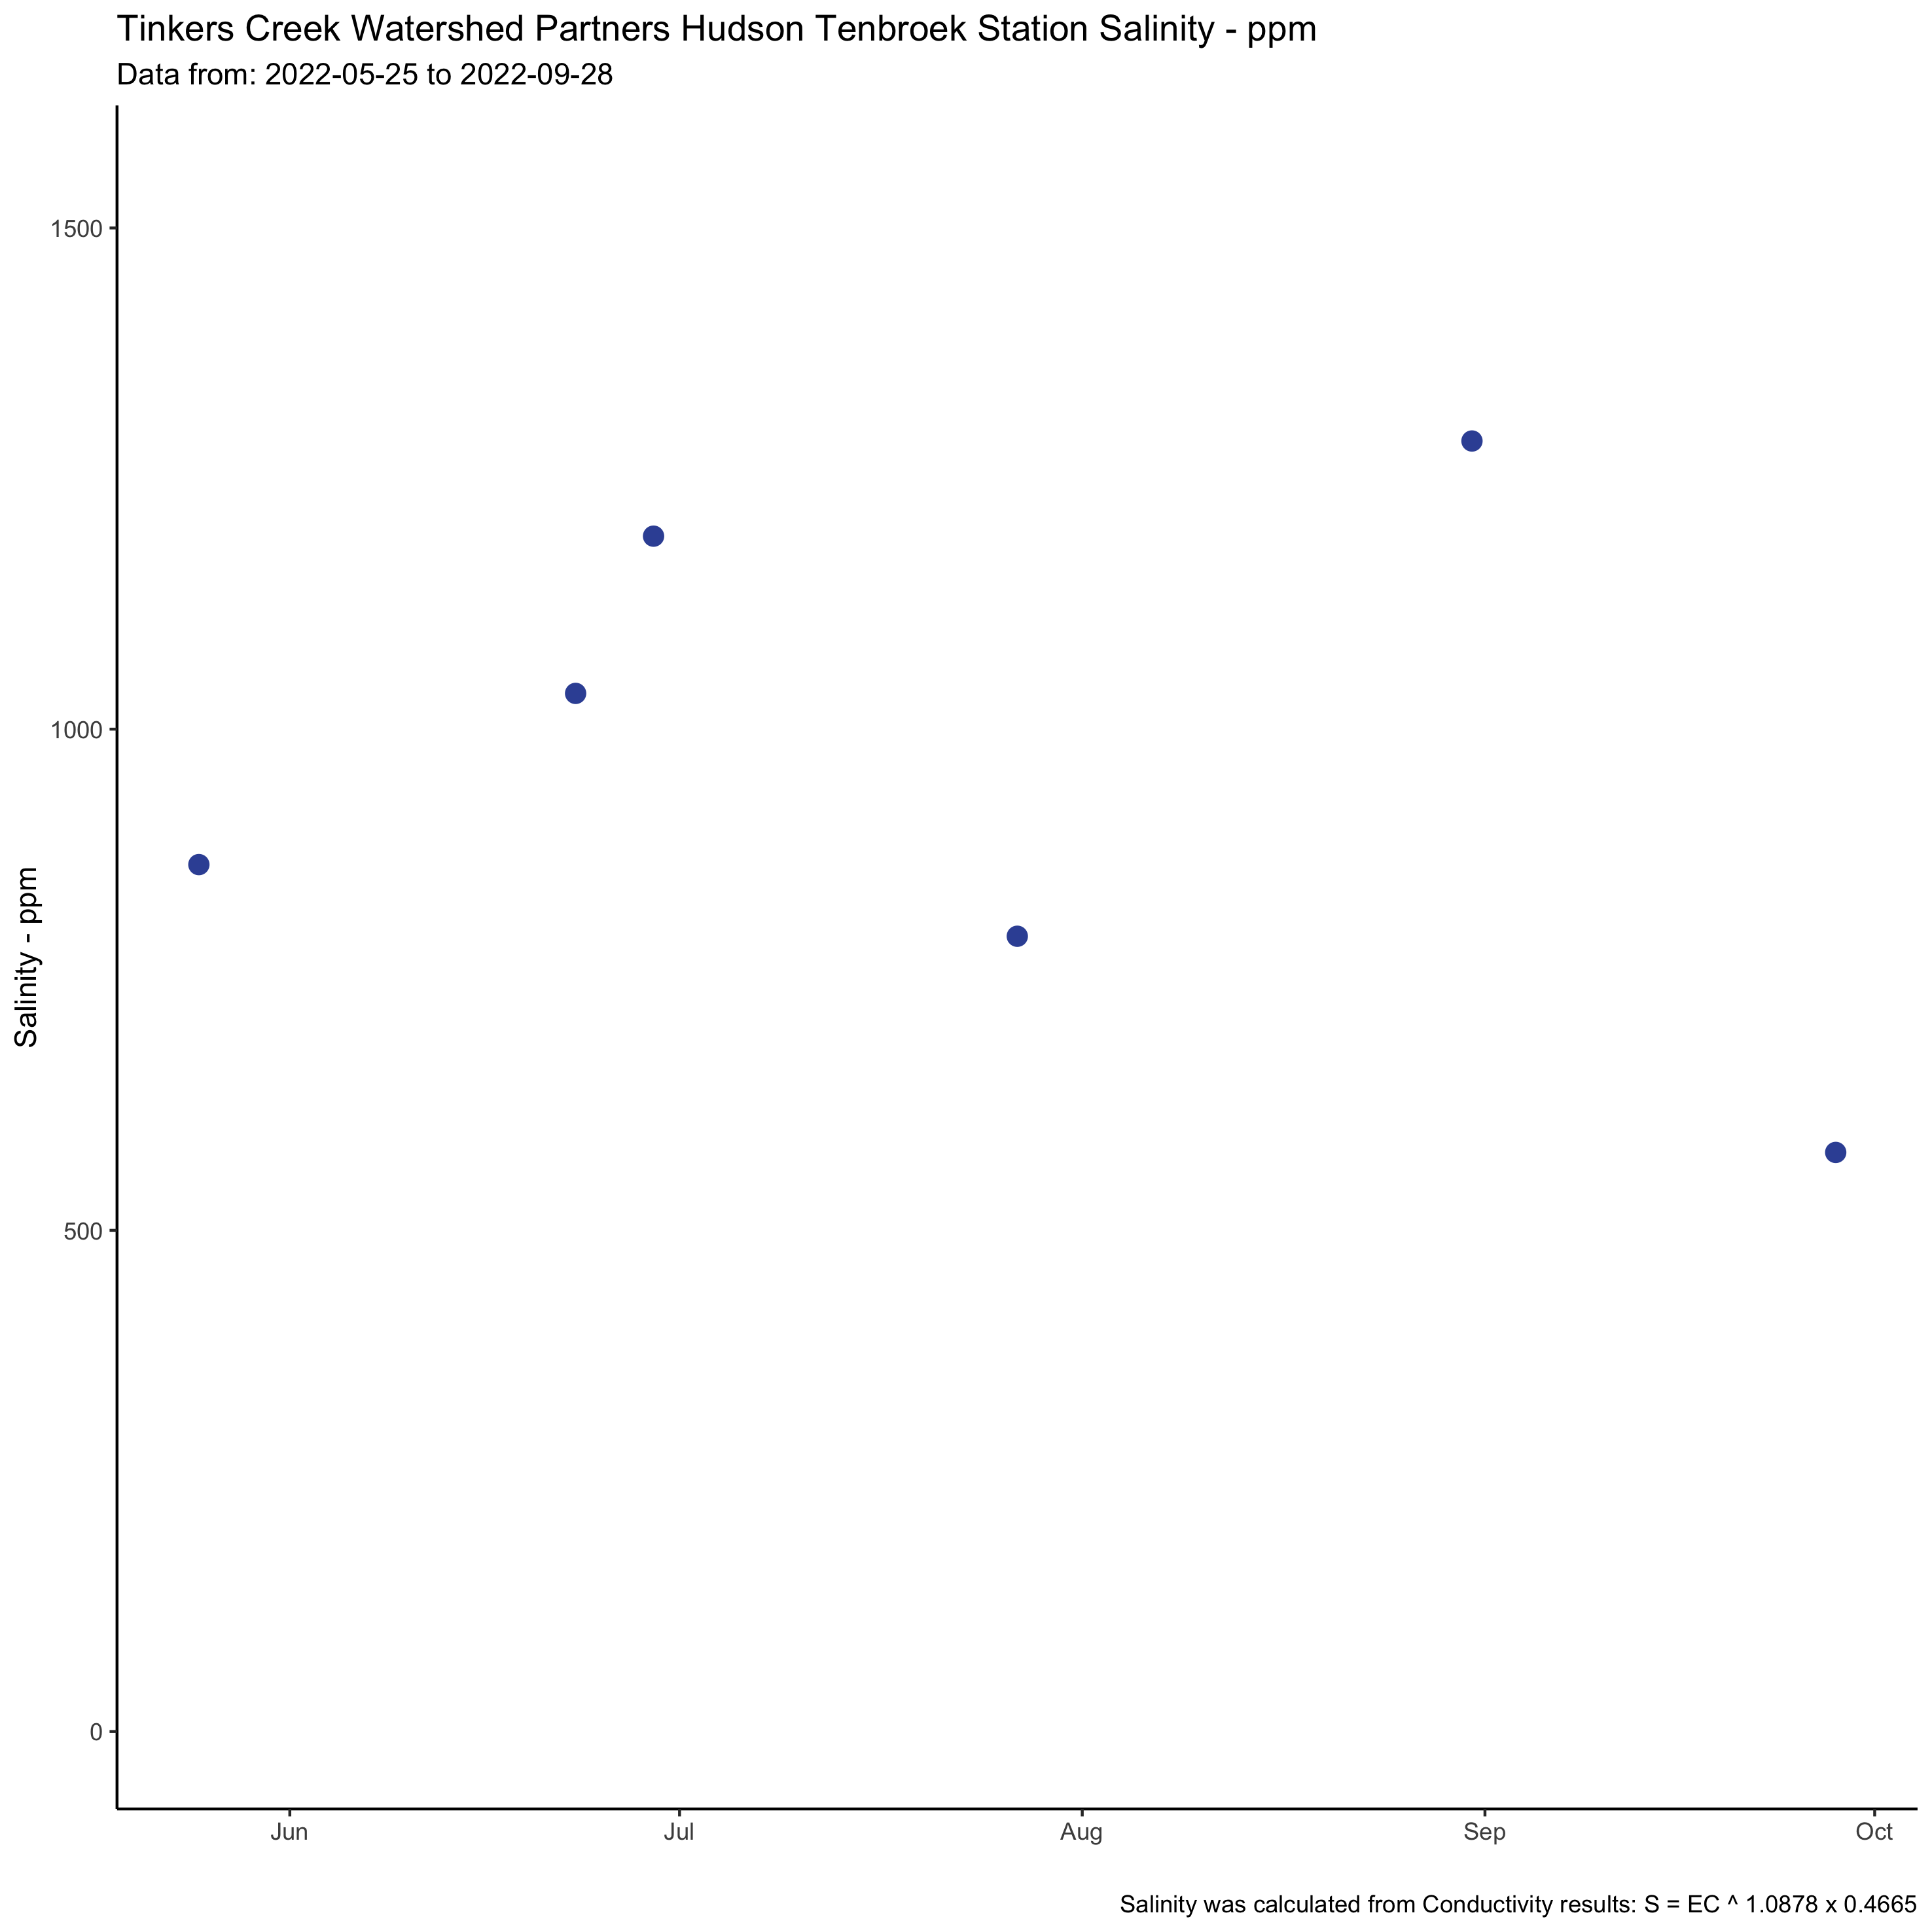 Tinkers Creek Watershed Partners Hudson Tenbroek Station Salinity - ppm
Data from: 2022-05-25 to 2022-09-28
Salinity - ppm
1500
1000
500
0
Jun Jul Aug Sep Oct
Salinity was calculated from Conductivity results: S = EC ^ 1.0878 x 0.4665